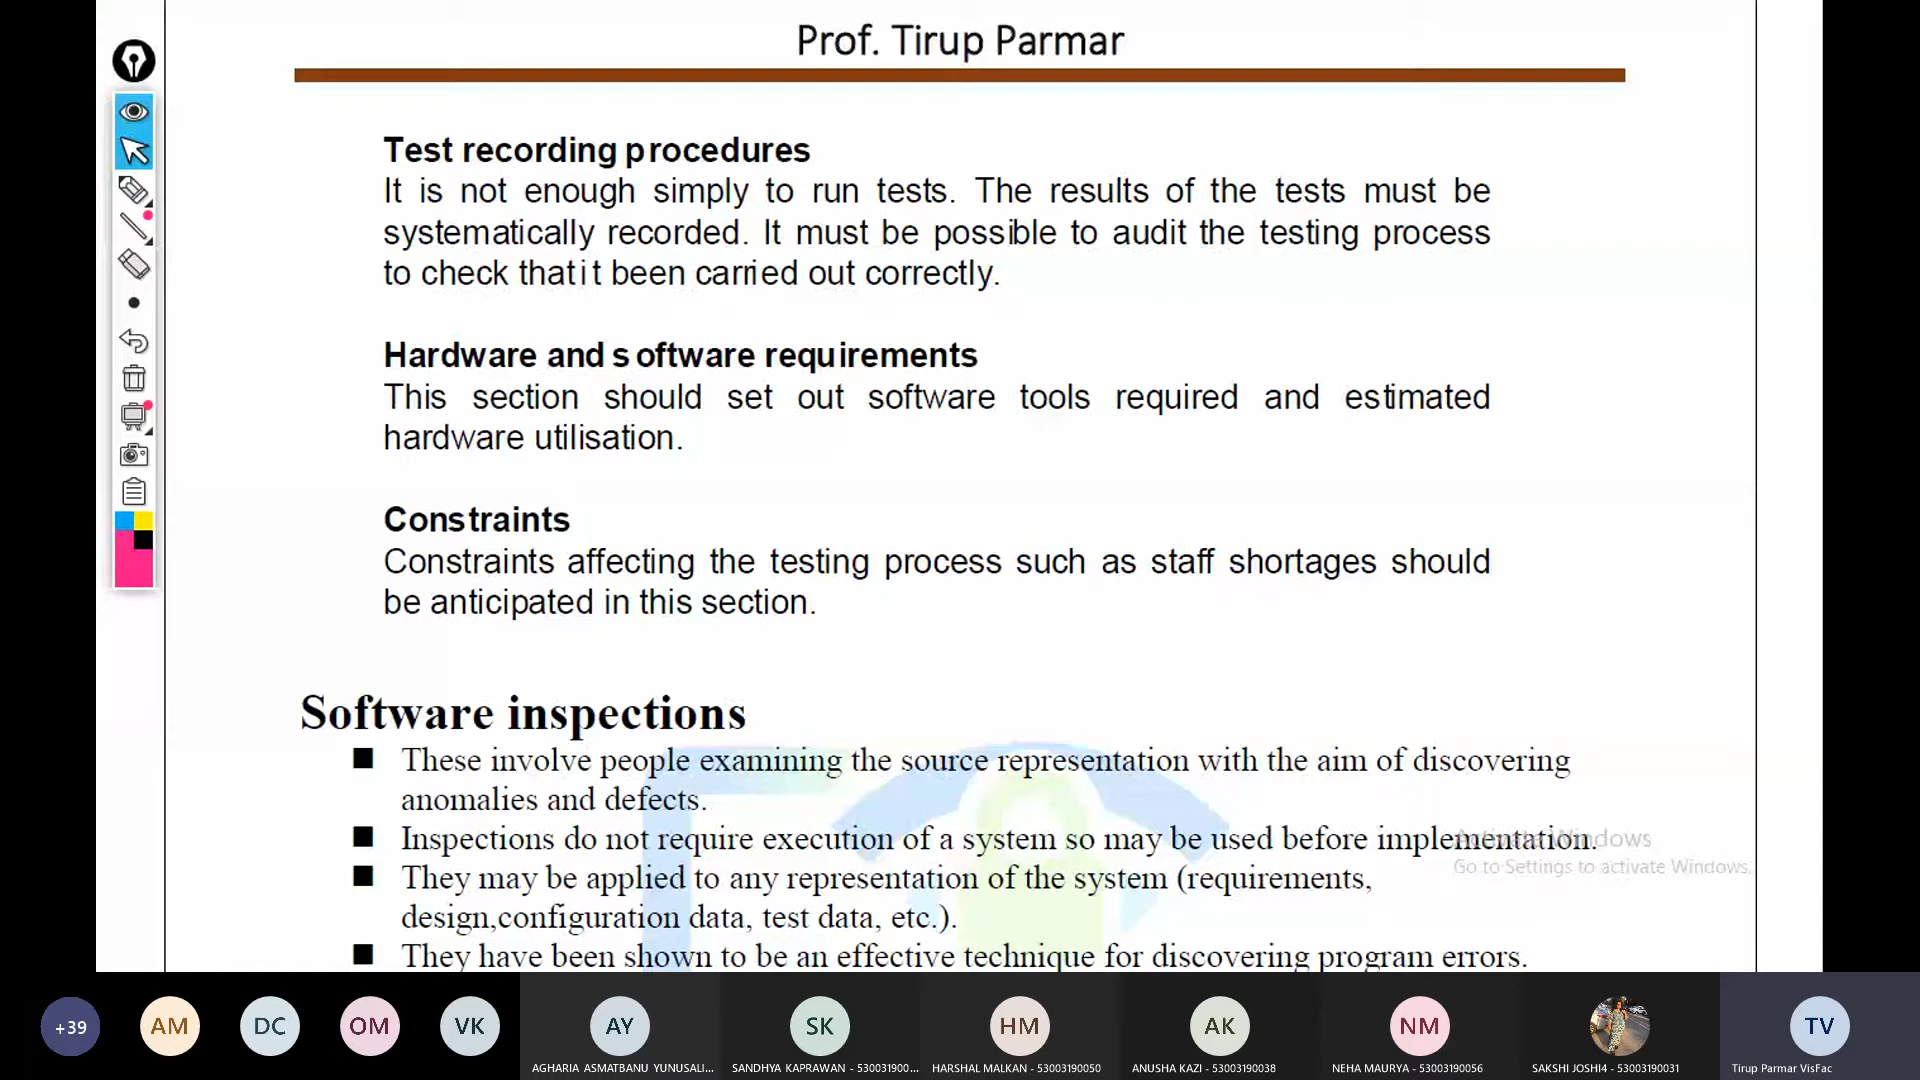 Prof. Tirup Parmar
Test recording procedures
It is not enough simply to run tests. The results of the tests must be
systematically recorded. It must be possible to audit the testing process
to check that it been carried out correctly.
Hardware and software requirements
This section should set out software tools required and estimated
hardware utilisation.
Constraints
Constraints affecting the testing process such as staff shortages should
be anticipated in this section.
Software inspections
■ These involve people examining the source representation with the aim of discovering
anomalies and defects.
■ Inspections do not require execution of a system so may be used before implementation.
■ They may be applied to any representation of the system (requirements,
design,configuration data, test data, etc.).
■ They have been shown to be an effective technique for discovering program errors.
Activate Windows
Go to Settings to activate Windows.
+39
AM
DC
OM
VK
AY
SK
HM
AK
NM
TV
AGHARIA ASMATBANU YUNUSALI...
SANDHYA KAPRAWAN - 530031900...
HARSHAL MALKAN - 53003190050
ANUSHA KAZI - 53003190038
NEHA MAURYA - 53003190056
SAKSHI JOSHI4 - 53003190031
Tirup Parmar VisFac